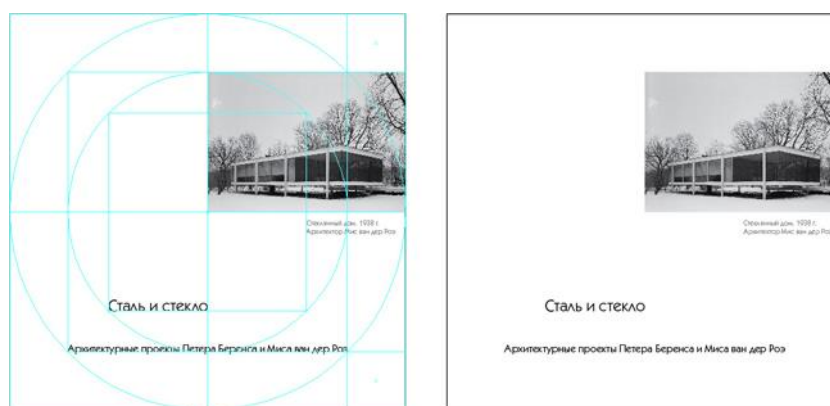 Стеклянный дом. 1938 г.
Архитектор Мис ван дер Роэ
Сталь и стекло
Архитектурные проекты Петера Беренса и Миса ван дер Роэ
Стеклянный дом. 1938 г.
Архитектор Мис ван дер Роэ
Сталь и стекло
Архитектурные проекты Петера Беренса и Миса ван дер Роэ